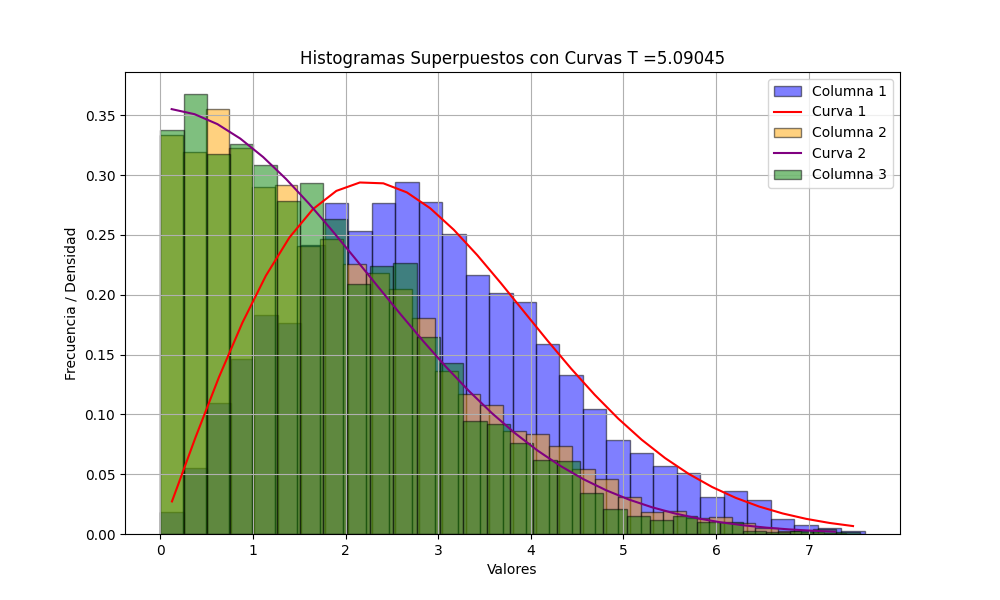 Histogramas Superpuestos con Curvas T =5.09045
Columna 1
Curva 1
Columna 2
Curva 2
Columna 3
Frecuencia / Densidad
0.35
0.30
0.25
0.20
0.15
0.10
0.05
0.00
0 1 2 3 4 5 6 7
Valores